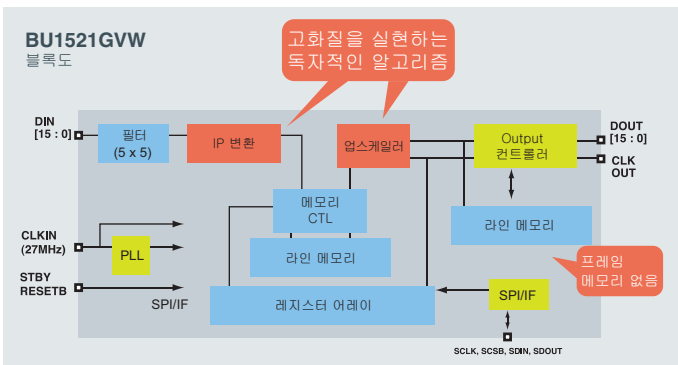 BU1521GVW
블록도
고화질을 실현하는
독자적인 알고리즘
DIN
[15 : 0]
필터
(5 x 5)
IP 변환
업스케일러
Output
컨트롤러
DOUT
[15 : 0]
CLK
OUT
메모리
CTL
라인 메모리
라인 메모리
CLKIN
(27MHz)
PLL
STBY
RESETB
SPI/IF
레지스터 어레이
SPI/IF
프레임
메모리 없음
SCLK, SCSB, SDIN, SDOUT